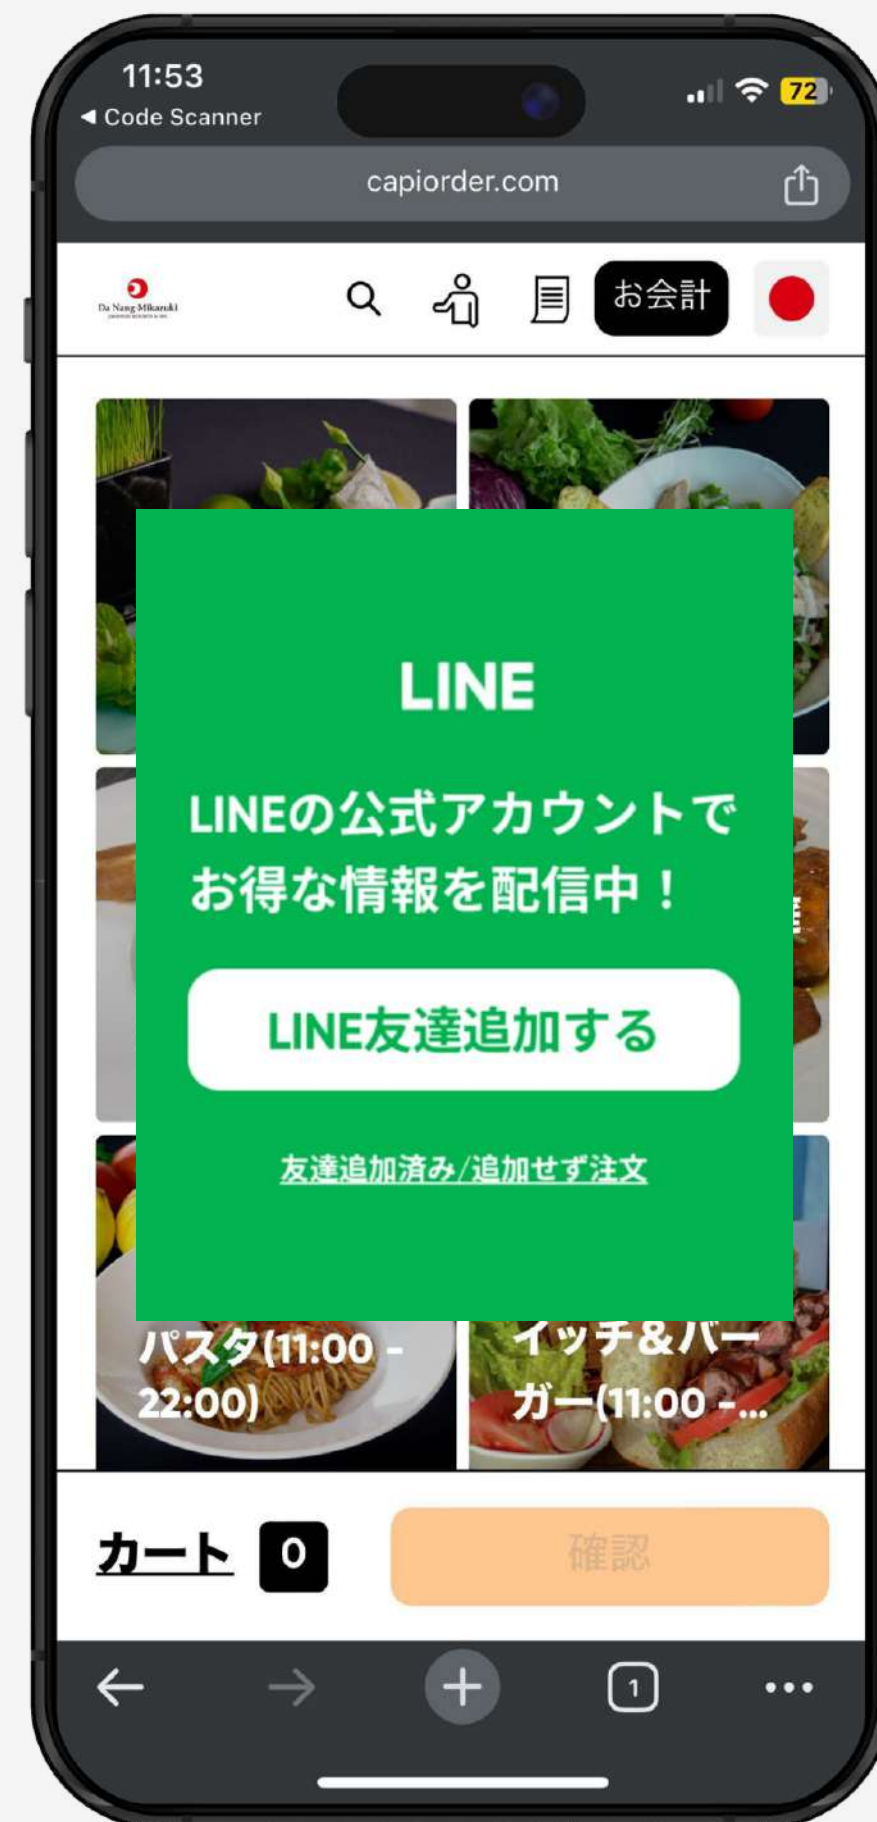 11:53
72
◀ Code Scanner
capiorder.com
Da Nang Mikazuki
お会計
LINE
LINEの公式アカウントで
お得な情報を配信中！
LINE友達追加する
友達追加済み/追加せず注文
パスタ(11:00 -
22:00)
イッチ&バー
ガー(11:00 -...
カート 0
確認
1